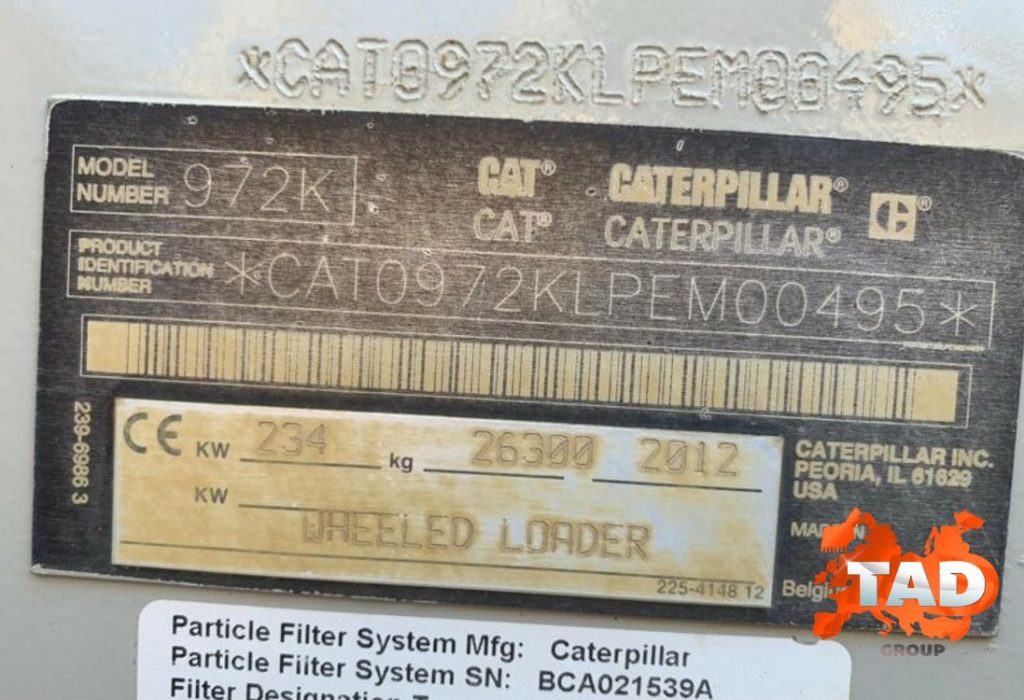 *CAT0972KLPEM00495*
MODEL NUMBER 972K
CAT® CATERPILLAR® ®
CAT® CATERPILLAR®
PRODUCT IDENTIFICATION NUMBER *CAT0972KLPEM00495*
239-6986 3
CE KW 234 kg 26300 2012
KW
WHEELED LOADER
225-4148 12
CATERPILLAR INC.
PEORIA, IL 61629
USA
TAD
GROUP
Particle Filter System Mfg: Caterpillar
Particle Fiiter System SN: BCA021539A
Filter Designation